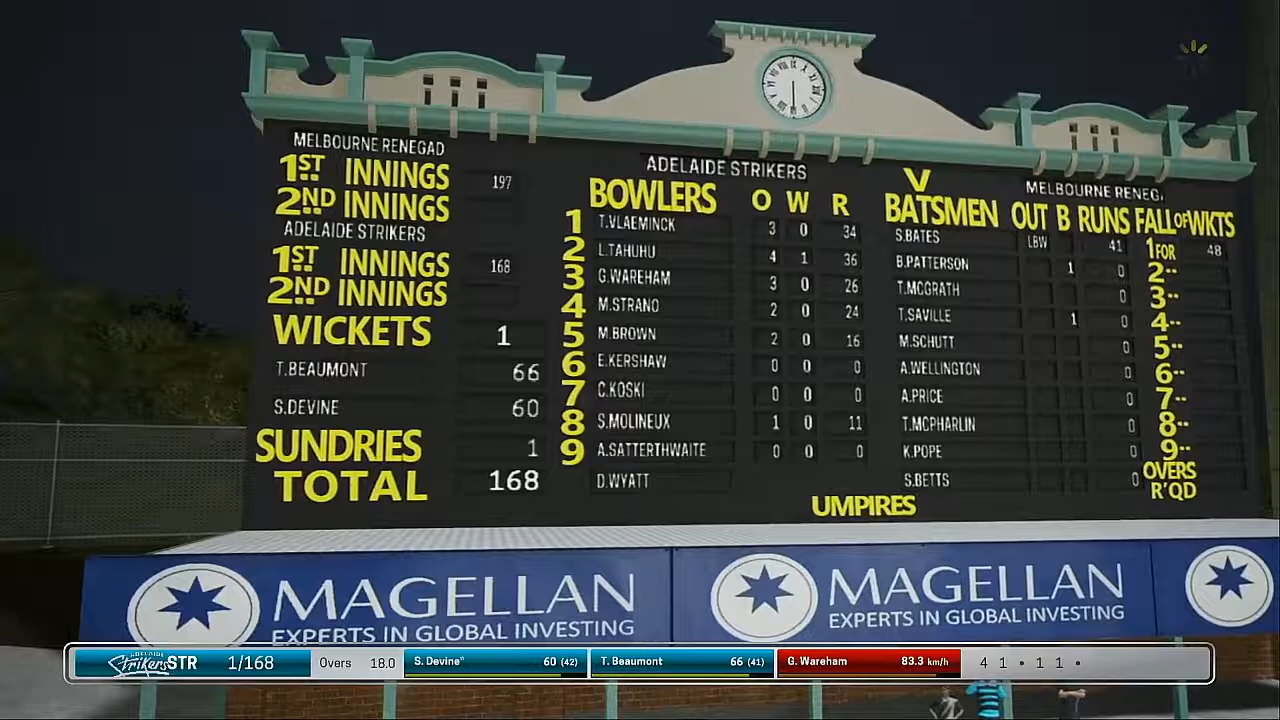 MELBOURNE RENEGAD
1ST INNINGS 197
2ND INNINGS
ADELAIDE STRIKERS
1ST INNINGS 168
2ND INNINGS
WICKETS 1
T.BEAUMONT 66
S.DEVINE 60
SUNDRIES 1
TOTAL 168
ADELAIDE STRIKERS V MELBOURNE RENEG
BOWLERS O W R
1 T.VLAEMINCK 3 0 34
2 L.TAHUHU 4 1 36
3 G.WAREHAM 3 0 26
4 M.STRANO 2 0 24
5 M.BROWN 2 0 16
6 E.KERSHAW 0 0 0
7 C.KOSKI 0 0 0
8 S.MOLINEUX 1 0 11
9 A.SATTERTHWAITE 0 0 0
D.WYATT
BATSMEN OUT B RUNS FALL OF WKTS
S.BATES LBW 41 1 FOR 48
B.PATTERSON 1 0 2--
T.MCGRATH 0 3--
T.SAVILLE 1 0 4--
M.SCHUTT 0 5--
A.WELLINGTON 0 6--
A.PRICE 0 7--
T.MCPHARLIN 0 8--
K.POPE 0 9--
S.BETTS 0 OVERS R'QD
UMPIRES
MAGELLAN
EXPERTS IN GLOBAL INVESTING
MAGELLAN
EXPERTS IN GLOBAL INVESTING
ADELAIDE Strikers STR 1/168 Overs 18.0 S. Devine* 60 (42) T. Beaumont 66 (41) G. Wareham 83.3 km/h 4 1 • 1 1 •